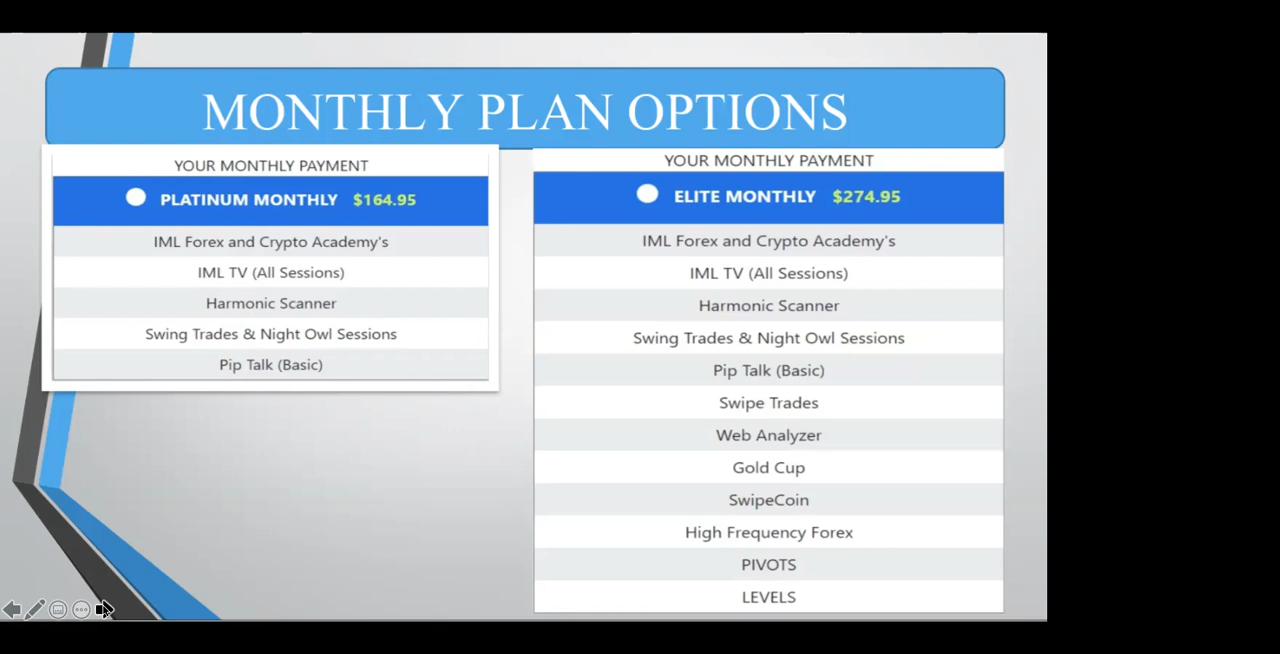 MONTHLY PLAN OPTIONS
YOUR MONTHLY PAYMENT
PLATINUM MONTHLY $164.95
IML Forex and Crypto Academy's
IML TV (All Sessions)
Harmonic Scanner
Swing Trades & Night Owl Sessions
Pip Talk (Basic)
YOUR MONTHLY PAYMENT
ELITE MONTHLY $274.95
IML Forex and Crypto Academy's
IML TV (All Sessions)
Harmonic Scanner
Swing Trades & Night Owl Sessions
Pip Talk (Basic)
Swipe Trades
Web Analyzer
Gold Cup
SwipeCoin
High Frequency Forex
PIVOTS
LEVELS